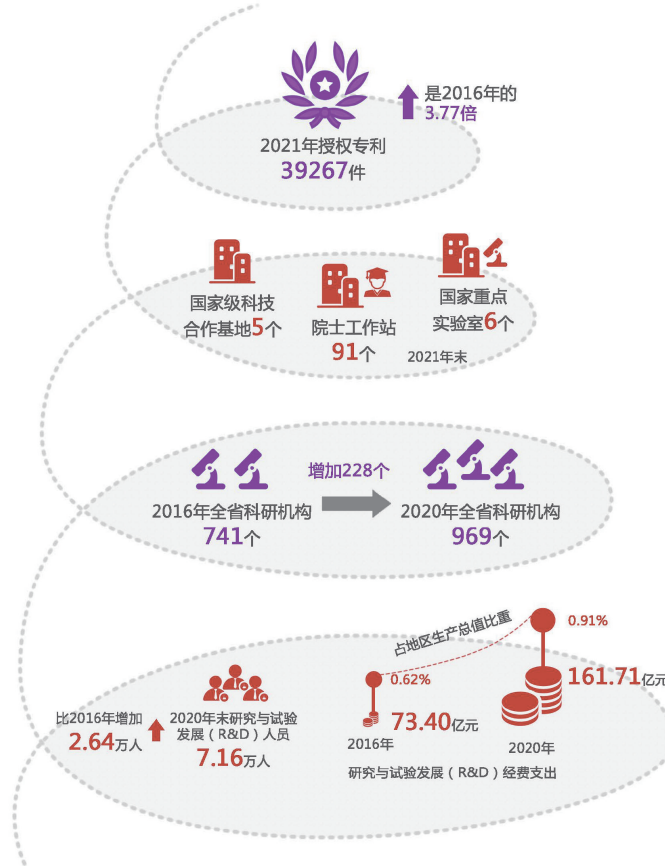 是2016年的
3.77倍
2021年授权专利
39267件
国家级科技
合作基地5个
院士工作站
91个
国家重点
实验室6个
2021年末
增加228个
2016年全省科研机构
741个
2020年全省科研机构
969个
占地区生产总值比重
0.91%
0.62%
161.71亿元
73.40亿元
2016年
2020年
研究与试验发展（R&D）经费支出
比2016年增加
2.64万人
2020年末研究与试验
发展（R&D）人员
7.16万人